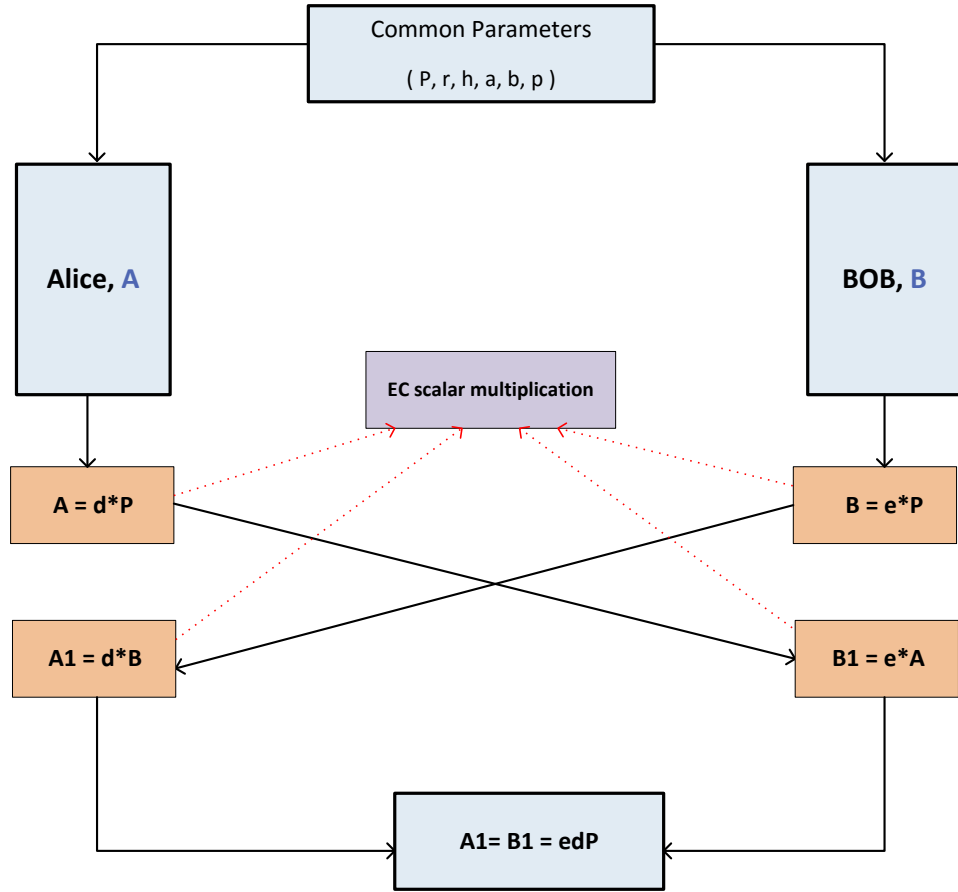 Common Parameters
( P, r, h, a, b, p )
Alice, A
BOB, B
EC scalar multiplication
A = d*P
B = e*P
A1 = d*B
B1 = e*A
A1= B1 = edP